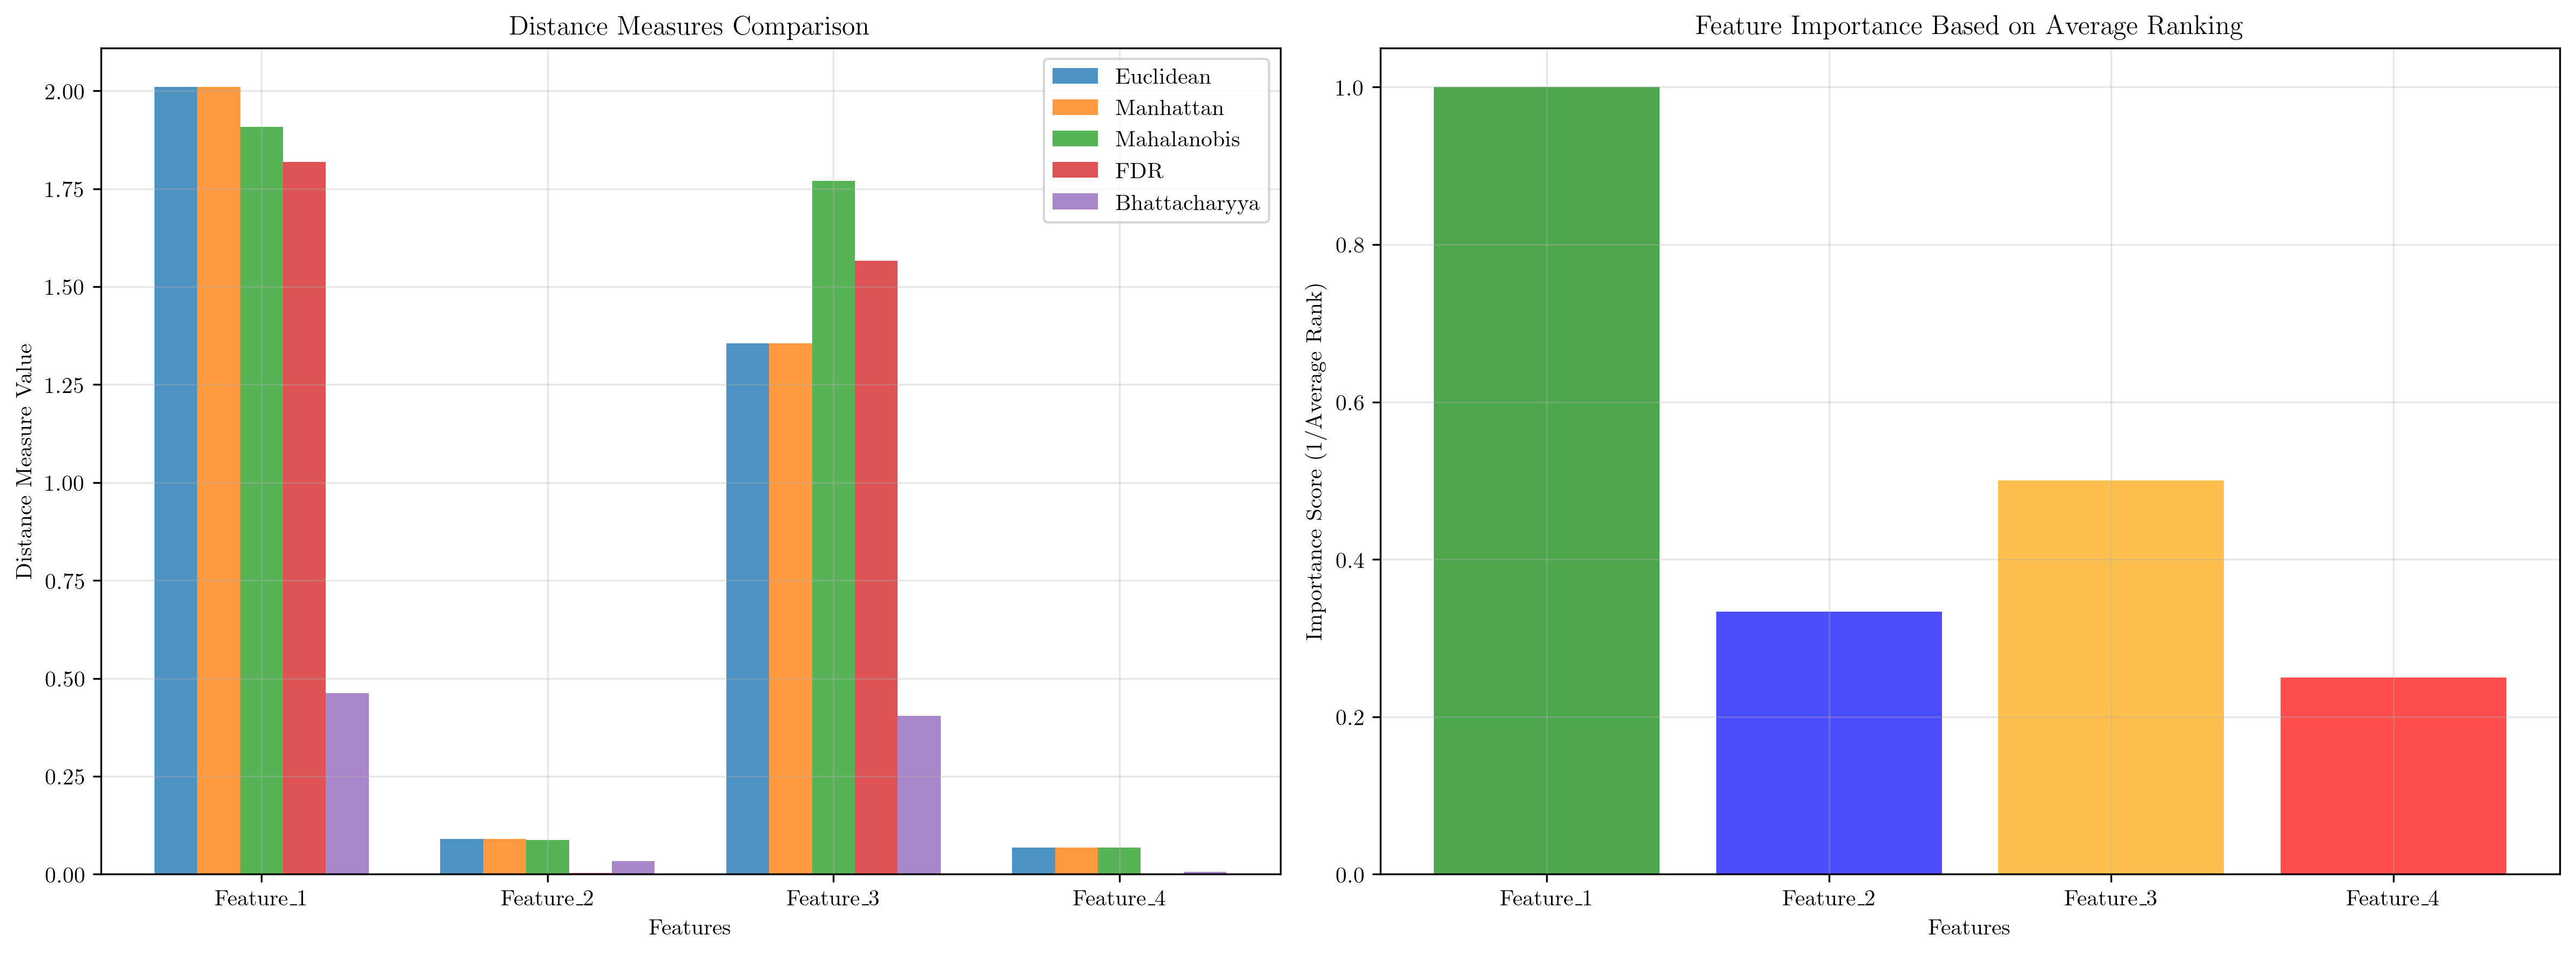 Distance Measures Comparison
Distance Measure Value
2.00
1.75
1.50
1.25
1.00
0.75
0.50
0.25
0.00
Euclidean
Manhattan
Mahalanobis
FDR
Bhattacharyya
Feature_1
Feature_2
Feature_3
Feature_4
Features
Feature Importance Based on Average Ranking
Importance Score (1/Average Rank)
1.0
0.8
0.6
0.4
0.2
0.0
Feature_1
Feature_2
Feature_3
Feature_4
Features